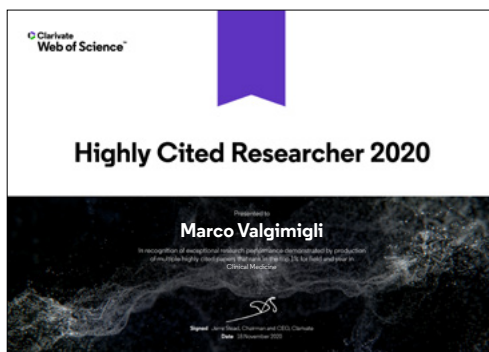 Clarivate
Web of Science™
Highly Cited Researcher 2020
Presented to
Marco Valgimigli
In recognition of exceptional research performance demonstrated by production
of multiple highly cited papers that rank in the top 1% for field and year in
Clinical Medicine
Signed Jerre Stead, Chairman and CEO, Clarivate
Date 18 November 2020